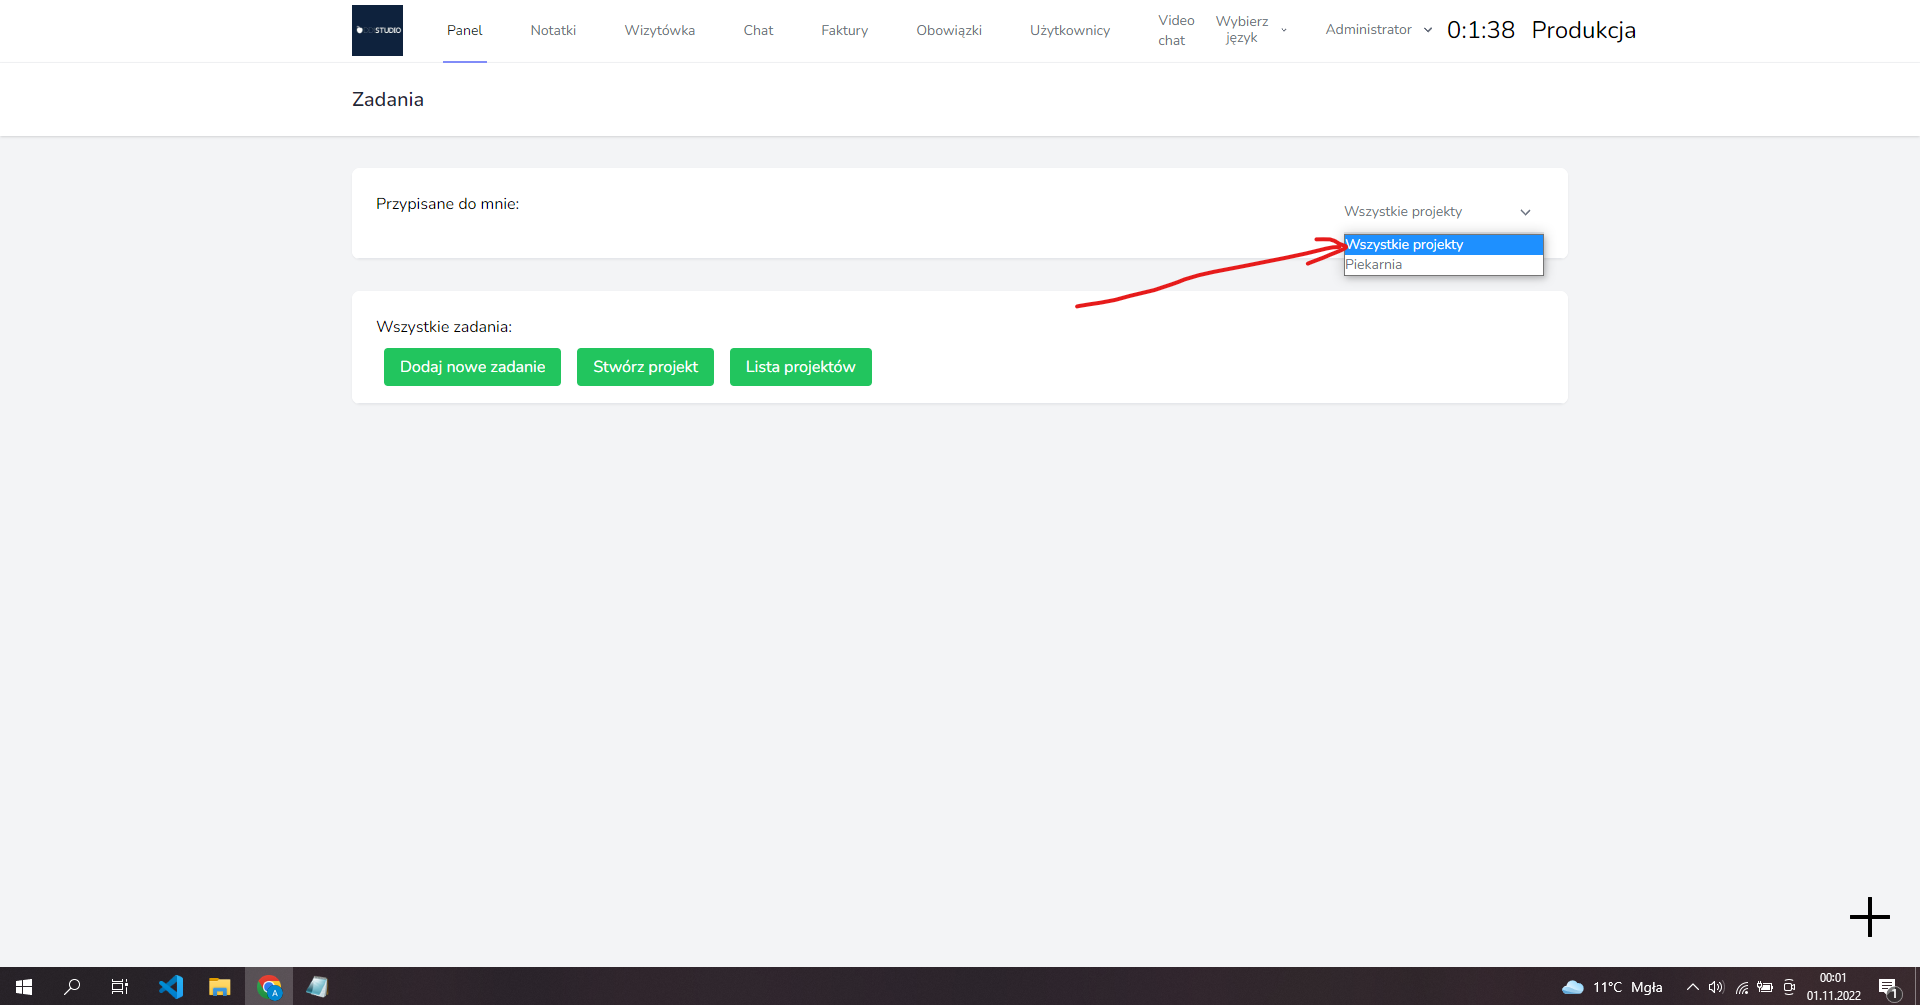 STUDIO
Panel
Notatki
Wizytówka
Chat
Faktury
Obowiązki
Użytkownicy
Video
chat
Wybierz
język
Administrator
0:1:38
Produkcja
Zadania
Przypisane do mnie:
Wszystkie projekty
Wszystkie projekty
Piekarnia
Wszystkie zadania:
Dodaj nowe zadanie
Stwórz projekt
Lista projektów
A
11°C Mgła
00:01
01.11.2022
1